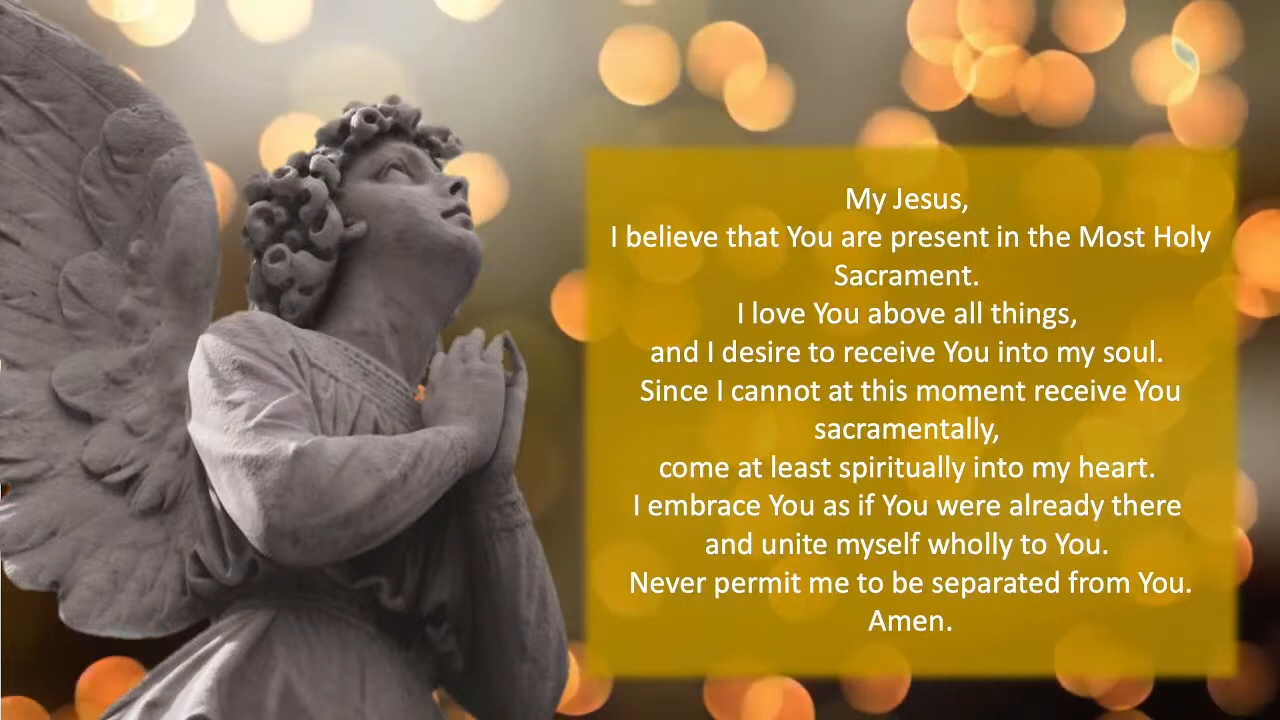 My Jesus,
I believe that You are present in the Most Holy
Sacrament.
I love You above all things,
and I desire to receive You into my soul.
Since I cannot at this moment receive You
sacramentally,
come at least spiritually into my heart.
I embrace You as if You were already there
and unite myself wholly to You.
Never permit me to be separated from You.
Amen.